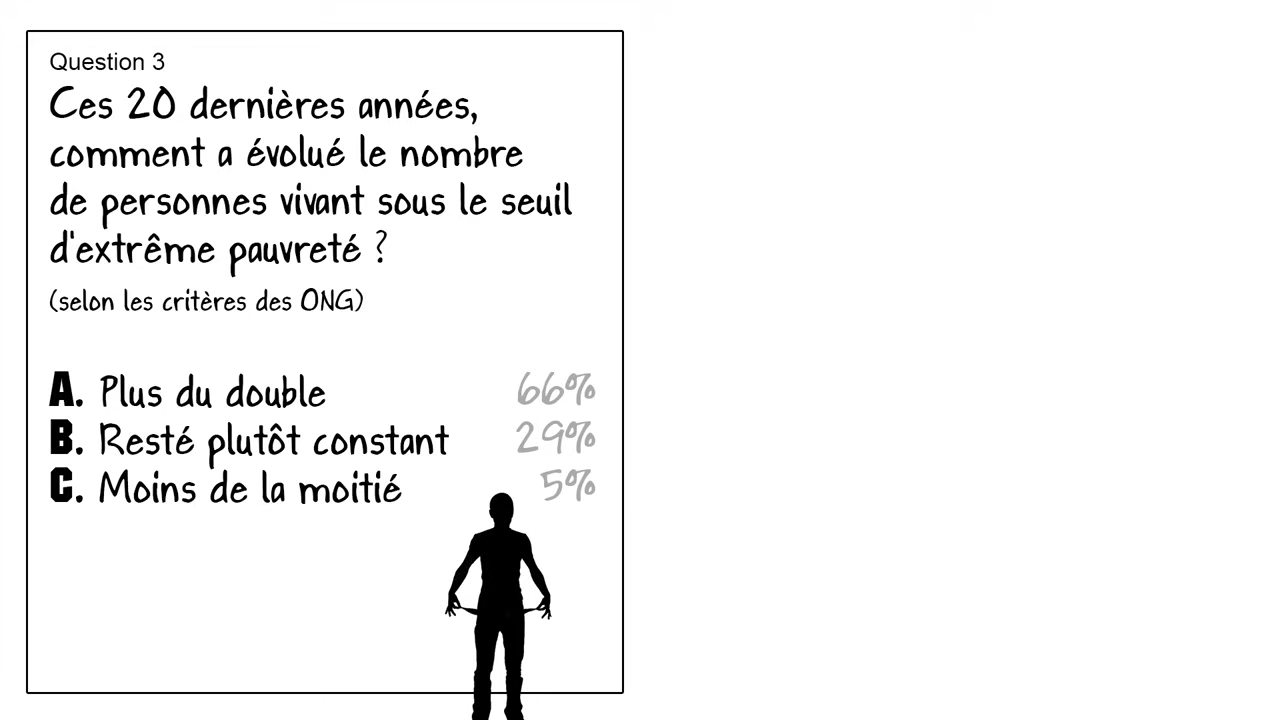 Question 3
Ces 20 dernières années,
comment a évolué le nombre
de personnes vivant sous le seuil
d'extrême pauvreté ?
(selon les critères des ONG)
A. Plus du double 66%
B. Resté plutôt constant 29%
C. Moins de la moitié 5%